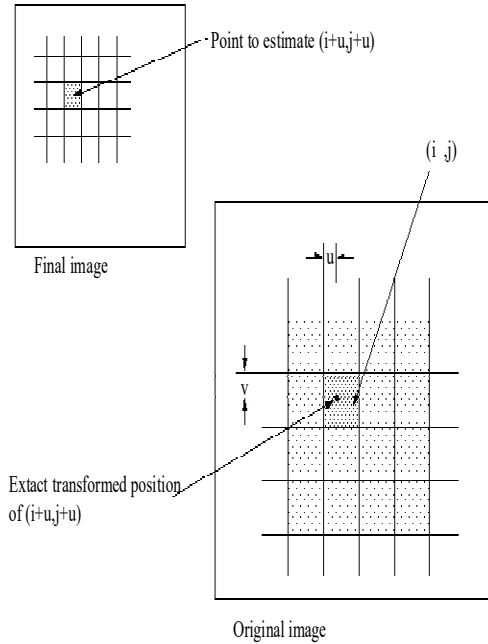 Point to estimate (i+u,j+u)
(i ,j)
Final image
u
v
Extact transformed position
of (i+u,j+u)
Original image